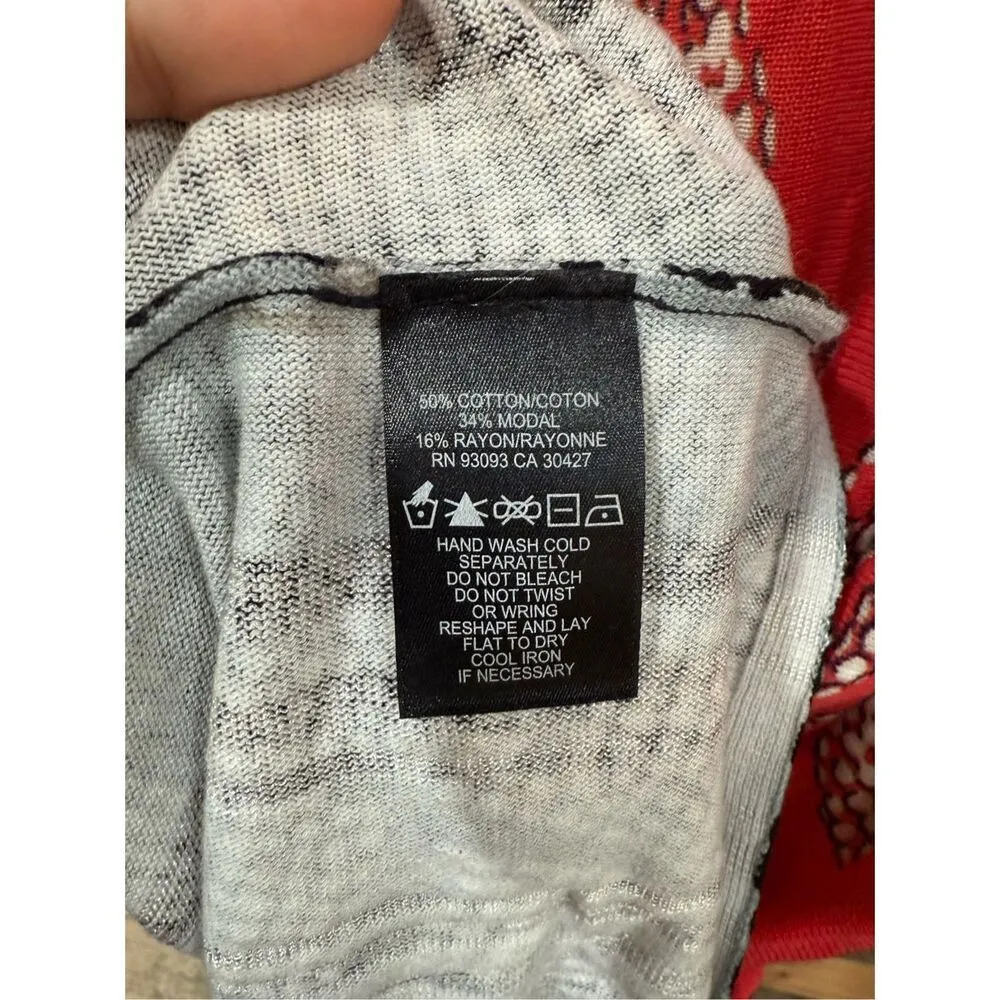 50% COTTON/COTON
34% MODAL
16% RAYON/RAYONNE
RN 93093 CA 30427
HAND WASH COLD
SEPARATELY
DO NOT BLEACH
DO NOT TWIST
OR WRING
RESHAPE AND LAY
FLAT TO DRY
COOL IRON
IF NECESSARY